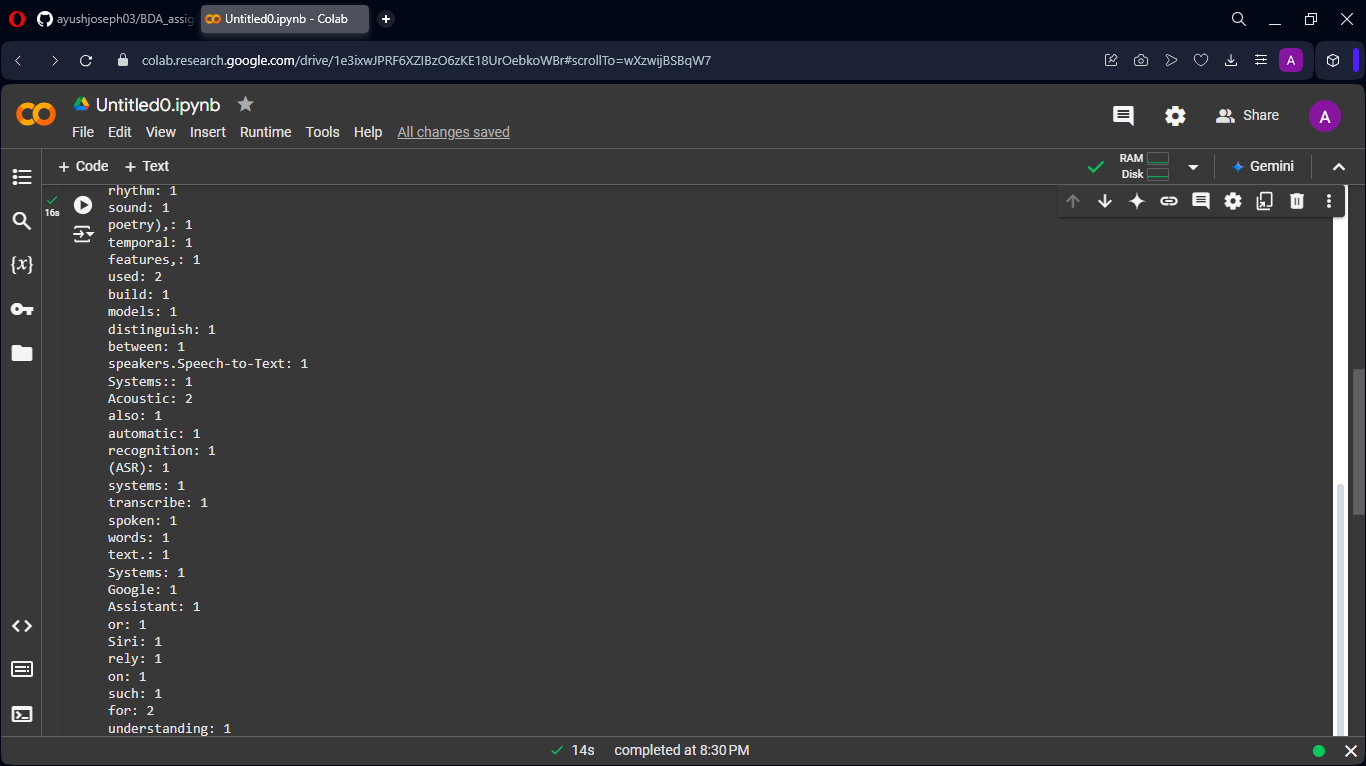 ayushjoseph03/BDA_assig
Untitled0.ipynb - Colab
colab.research.google.com/drive/1e3ixwJPRF6XZIBzO6zKE18UrOebkoWBr#scrollTo=wXzwijBSBqW7
A
Untitled0.ipynb
File Edit View Insert Runtime Tools Help All changes saved
Share
A
+ Code + Text
RAM
Disk
Gemini
16s
rhythm: 1
sound: 1
poetry),: 1
temporal: 1
features,: 1
used: 2
build: 1
models: 1
distinguish: 1
between: 1
speakers.Speech-to-Text: 1
Systems:: 1
Acoustic: 2
also: 1
automatic: 1
recognition: 1
(ASR): 1
systems: 1
transcribe: 1
spoken: 1
words: 1
text.: 1
Systems: 1
Google: 1
Assistant: 1
or: 1
Siri: 1
rely: 1
on: 1
such: 1
for: 2
understanding: 1
14s completed at 8:30 PM